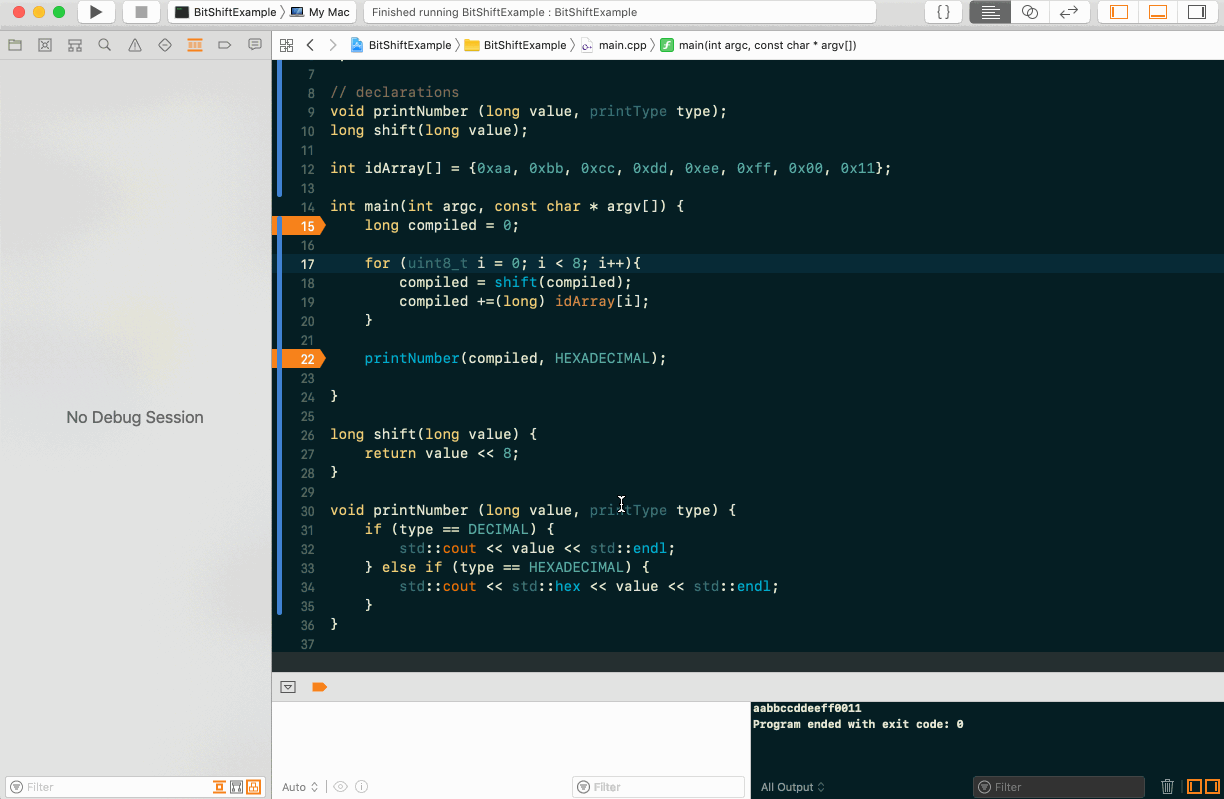 BitShiftExample 〉 My Mac
Finished running BitShiftExample : BitShiftExample
{ }
BitShiftExample 〉 BitShiftExample 〉 main.cpp 〉 main(int argc, const char * argv[])
No Debug Session
7
8 // declarations
9 void printNumber (long value, printType type);
10 long shift(long value);
11
12 int idArray[] = {0xaa, 0xbb, 0xcc, 0xdd, 0xee, 0xff, 0x00, 0x11};
13
14 int main(int argc, const char * argv[]) {
15     long compiled = 0;
16
17     for (uint8_t i = 0; i < 8; i++){
18         compiled = shift(compiled);
19         compiled +=(long) idArray[i];
20     }
21
22     printNumber(compiled, HEXADECIMAL);
23
24 }
25
26 long shift(long value) {
27     return value << 8;
28 }
29
30 void printNumber (long value, printType type) {
31     if (type == DECIMAL) {
32         std::cout << value << std::endl;
33     } else if (type == HEXADECIMAL) {
34         std::cout << std::hex << value << std::endl;
35     }
36 }
37
aabbccddeeff0011
Program ended with exit code: 0
Filter
Auto
Filter
All Output
Filter